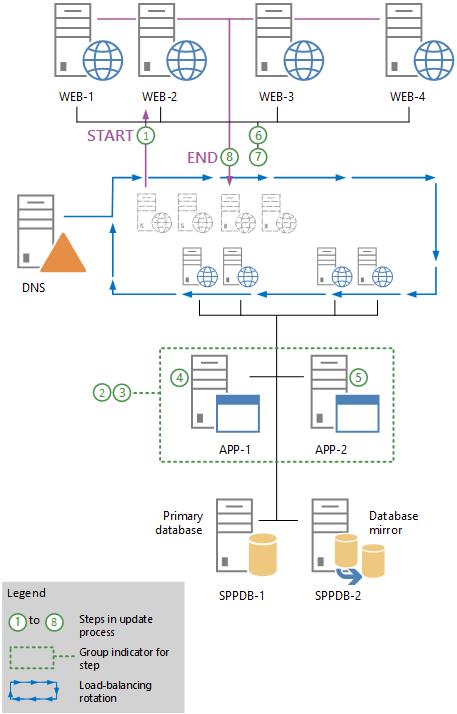 WEB-1 WEB-2 WEB-3 WEB-4
START 1 6
END 8 7
DNS
2 3 4 5
APP-1 APP-2
Primary
database
Database
mirror
SPPDB-1 SPPDB-2
Legend
1 to 8 Steps in update
process
Group indicator for
step
Load-balancing
rotation